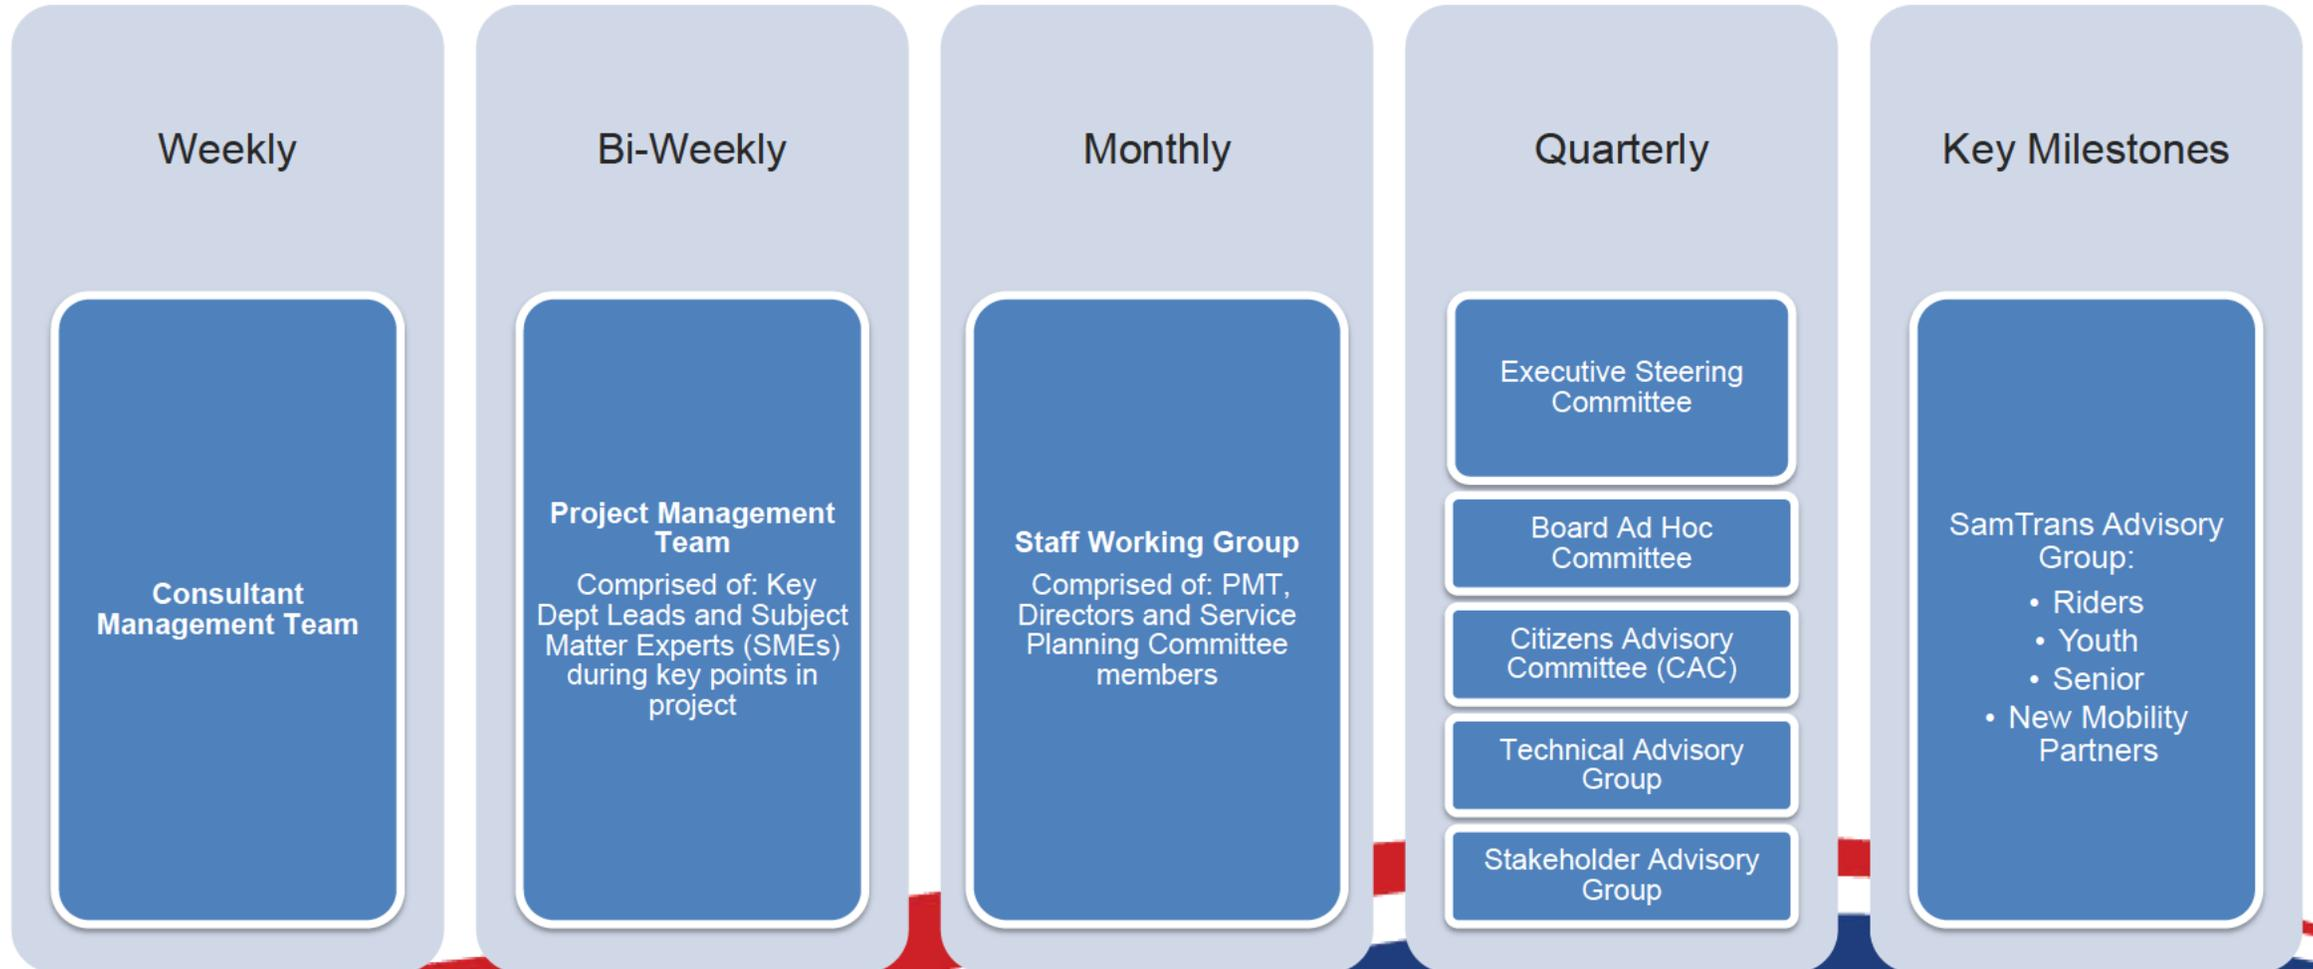 Weekly
Consultant
Management Team
Bi-Weekly
Project Management
Team
Comprised of: Key
Dept Leads and Subject
Matter Experts (SMEs)
during key points in
project
Monthly
Staff Working Group
Comprised of: PMT,
Directors and Service
Planning Committee
members
Quarterly
Executive Steering
Committee
Board Ad Hoc
Committee
Citizens Advisory
Committee (CAC)
Technical Advisory
Group
Stakeholder Advisory
Group
Key Milestones
SamTrans Advisory
Group:
• Riders
• Youth
• Senior
• New Mobility
Partners